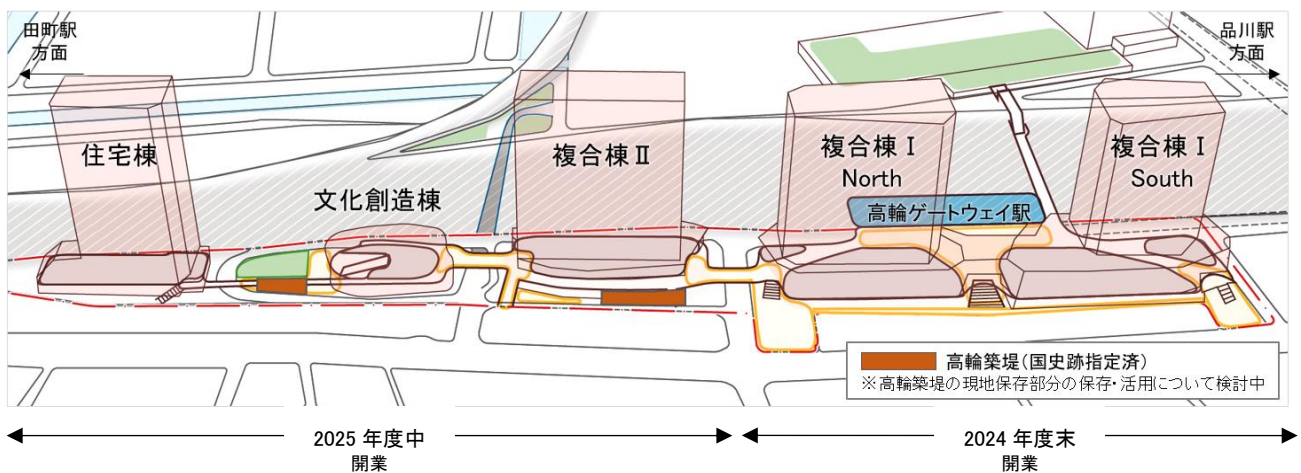 田町駅
方面
品川駅
方面
住宅棟
文化創造棟
複合棟Ⅱ
複合棟Ⅰ
North
複合棟Ⅰ
South
高輪ゲートウェイ駅
高輪築堤(国史跡指定済)
※高輪築堤の現地保存部分の保存・活用について検討中
2025 年度中
開業
2024 年度末
開業